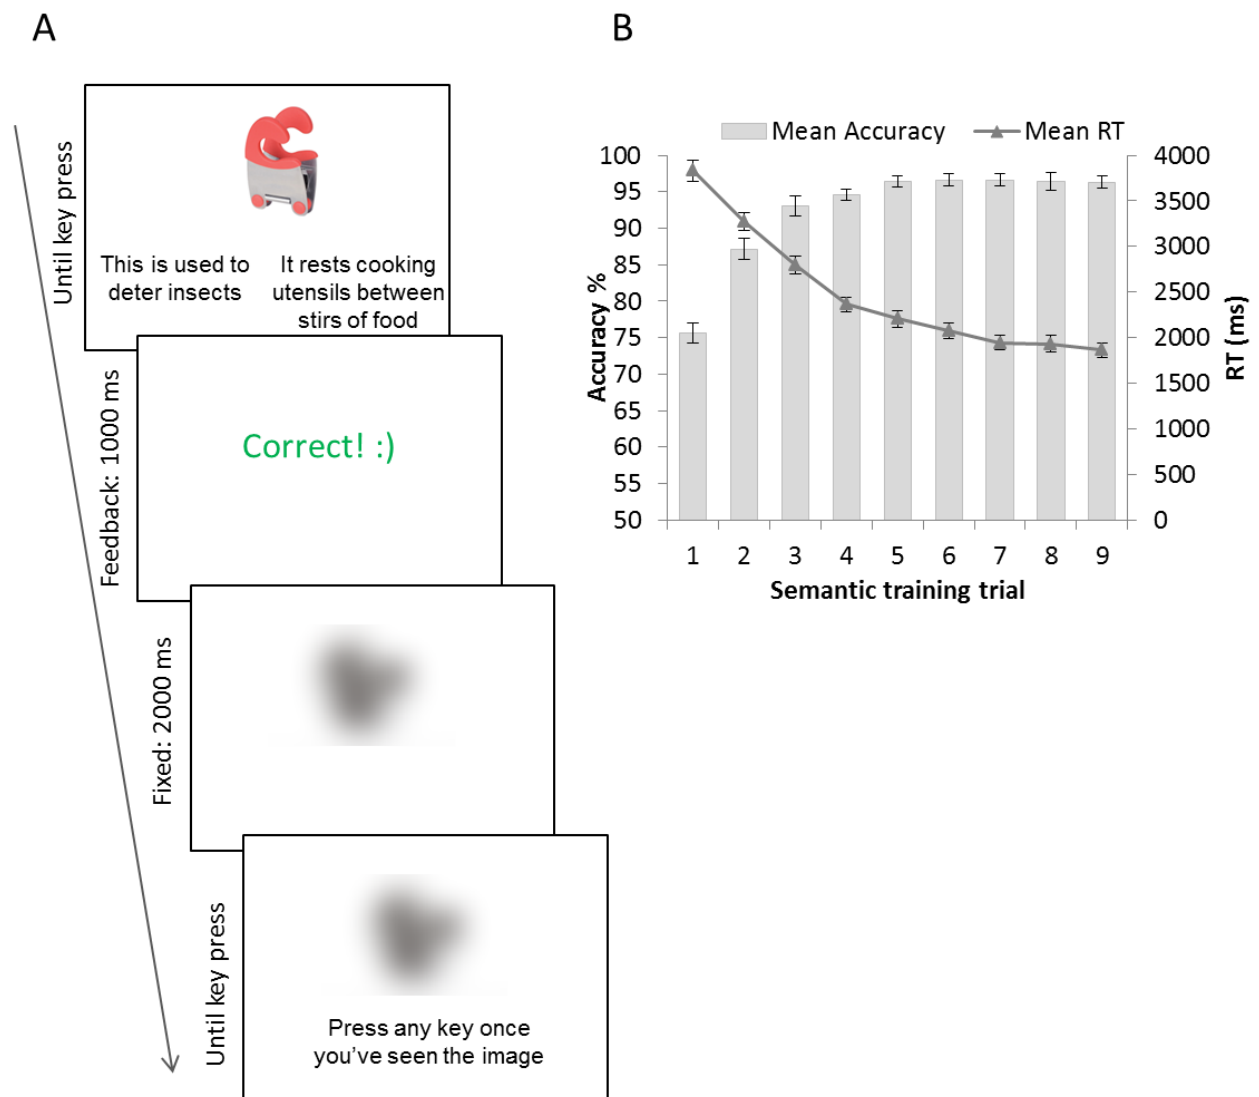 A
Until key press
This is used to
deter insects
It rests cooking
utensils between
stirs of food
Feedback: 1000 ms
Correct! :)
Fixed: 2000 ms
Until key press
Press any key once
you've seen the image
B
Mean Accuracy
Mean RT
Accuracy %
100
95
90
85
80
75
70
65
60
55
50
4000
3500
3000
2500
2000
1500
1000
500
0
RT (ms)
1 2 3 4 5 6 7 8 9
Semantic training trial